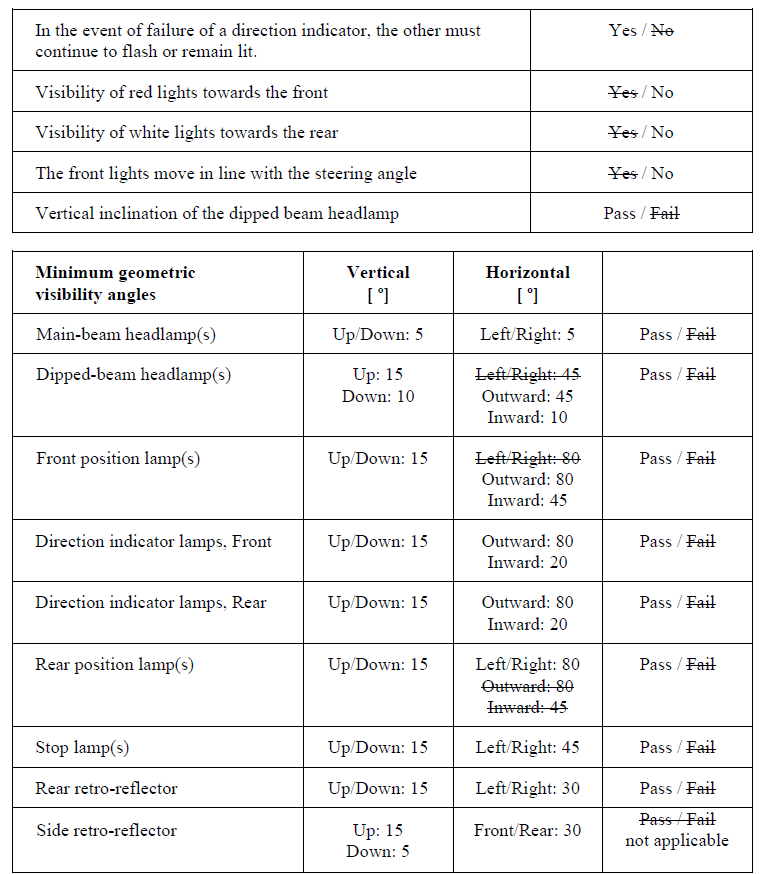 In the event of failure of a direction indicator, the other must
continue to flash or remain lit.
Yes / No
Visibility of red lights towards the front
Yes / No
Visibility of white lights towards the rear
Yes / No
The front lights move in line with the steering angle
Yes / No
Vertical inclination of the dipped beam headlamp
Pass / Fail
Minimum geometric
visibility angles
Vertical
[ °]
Horizontal
[ °]
Main-beam headlamp(s)
Up/Down: 5
Left/Right: 5
Pass / Fail
Dipped-beam headlamp(s)
Up: 15
Down: 10
Left/Right: 45
Outward: 45
Inward: 10
Pass / Fail
Front position lamp(s)
Up/Down: 15
Left/Right: 80
Outward: 80
Inward: 45
Pass / Fail
Direction indicator lamps, Front
Up/Down: 15
Outward: 80
Inward: 20
Pass / Fail
Direction indicator lamps, Rear
Up/Down: 15
Outward: 80
Inward: 20
Pass / Fail
Rear position lamp(s)
Up/Down: 15
Left/Right: 80
Outward: 80
Inward: 45
Pass / Fail
Stop lamp(s)
Up/Down: 15
Left/Right: 45
Pass / Fail
Rear retro-reflector
Up/Down: 15
Left/Right: 30
Pass / Fail
Side retro-reflector
Up: 15
Down: 5
Front/Rear: 30
Pass / Fail
not applicable